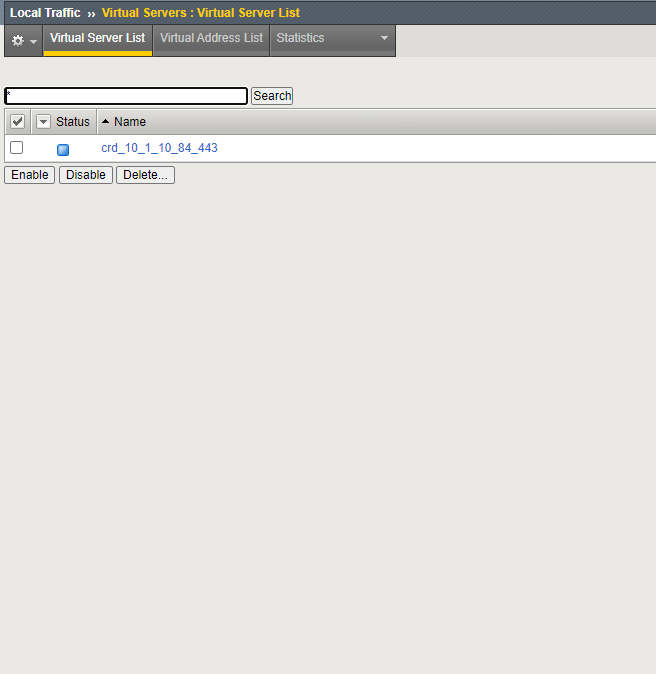 Local Traffic ›› Virtual Servers : Virtual Server List
Virtual Server List Virtual Address List Statistics
* Search
Status Name
crd_10_1_10_84_443
Enable Disable Delete...